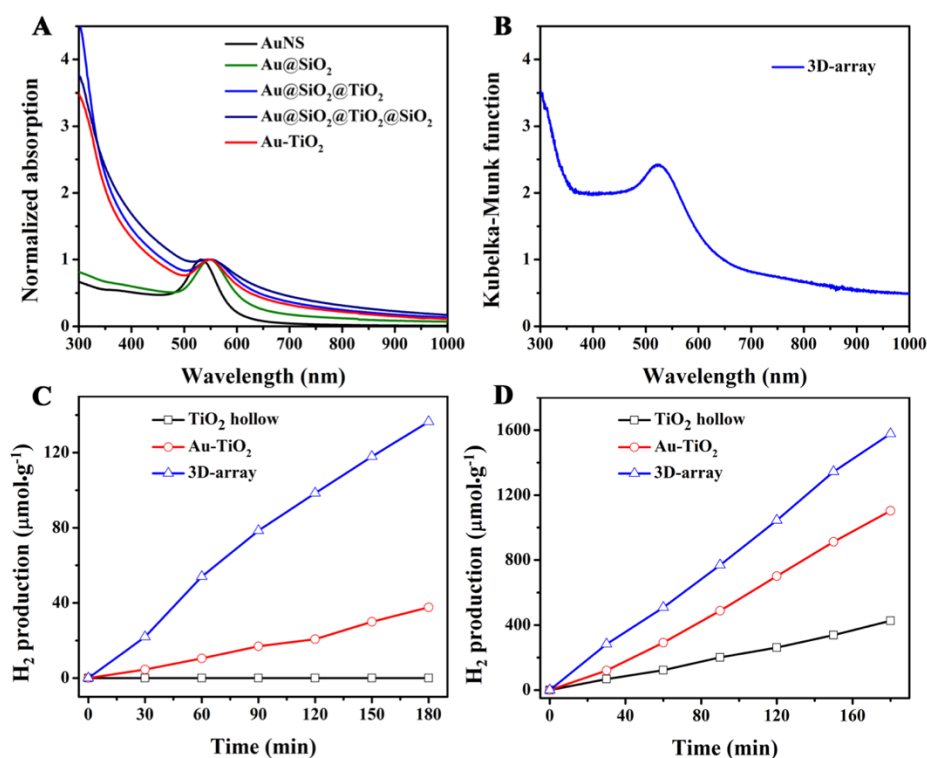 A
AuNS
Au@SiO₂
Au@SiO₂@TiO₂
Au@SiO₂@TiO₂@SiO₂
Au-TiO₂
Normalized absorption
4
3
2
1
0
300 400 500 600 700 800 900 1000
Wavelength (nm)
B
3D-array
Kubelka-Munk function
4
3
2
1
0
300 400 500 600 700 800 900 1000
Wavelength (nm)
C
TiO₂ hollow
Au-TiO₂
3D-array
H₂ production (μmol•g⁻¹)
120
80
40
0
0 30 60 90 120 150 180
Time (min)
D
TiO₂ hollow
Au-TiO₂
3D-array
H₂ production (μmol•g⁻¹)
1600
1200
800
400
0
0 40 80 120 160
Time (min)